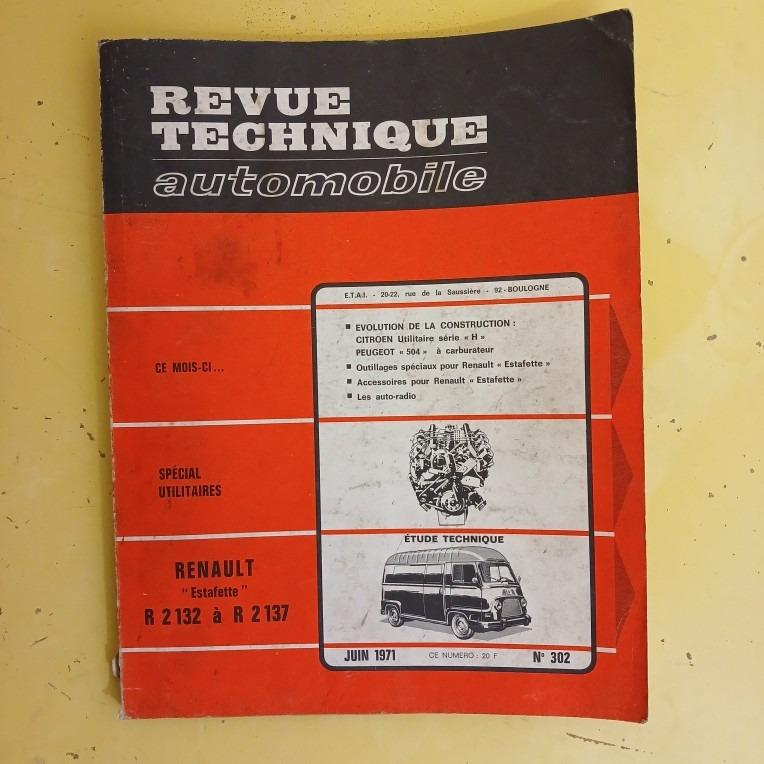 REVUE
TECHNIQUE
automobile
E.T.A.I. - 20-22, rue de la Saussière - 92 - BOULOGNE
CE MOIS-CI...
■ EVOLUTION DE LA CONSTRUCTION :
CITROEN Utilitaire série « H »
PEUGEOT « 504 » à carburateur
■ Outillages spéciaux pour Renault « Estafette »
■ Accessoires pour Renault « Estafette »
■ Les auto-radio
SPÉCIAL
UTILITAIRES
ÉTUDE TECHNIQUE
RENAULT
"Estafette"
R 2132 à R 2137
JUIN 1971 CE NUMERO : 20 F N° 302